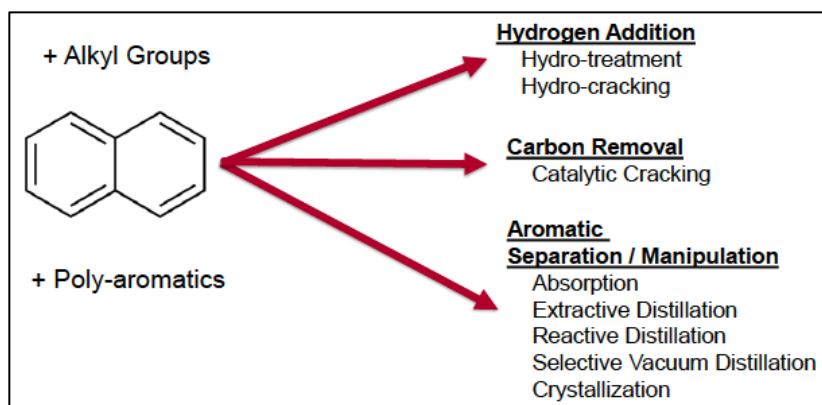 + Alkyl Groups
+ Poly-aromatics
Hydrogen Addition
Hydro-treatment
Hydro-cracking
Carbon Removal
Catalytic Cracking
Aromatic
Separation / Manipulation
Absorption
Extractive Distillation
Reactive Distillation
Selective Vacuum Distillation
Crystallization